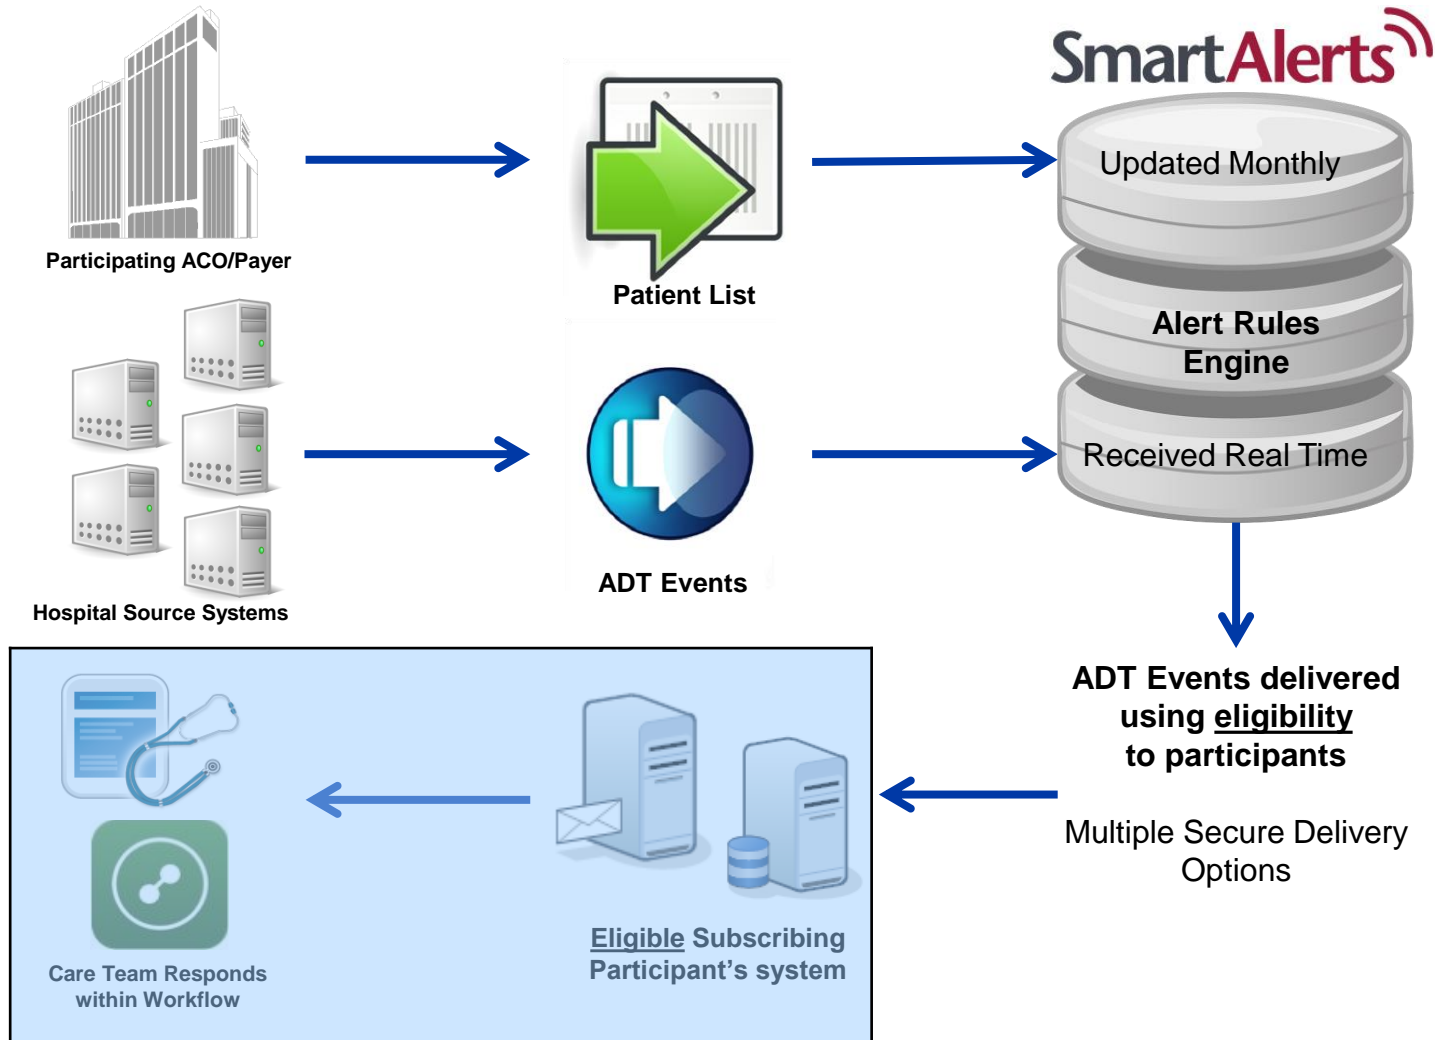 SmartAlerts
Updated Monthly
Participating ACO/Payer
Patient List
Alert Rules
Engine
Received Real Time
ADT Events
Hospital Source Systems
ADT Events delivered
using eligibility
to participants
Multiple Secure Delivery
Options
Eligible Subscribing
Participant's system
Care Team Responds
within Workflow